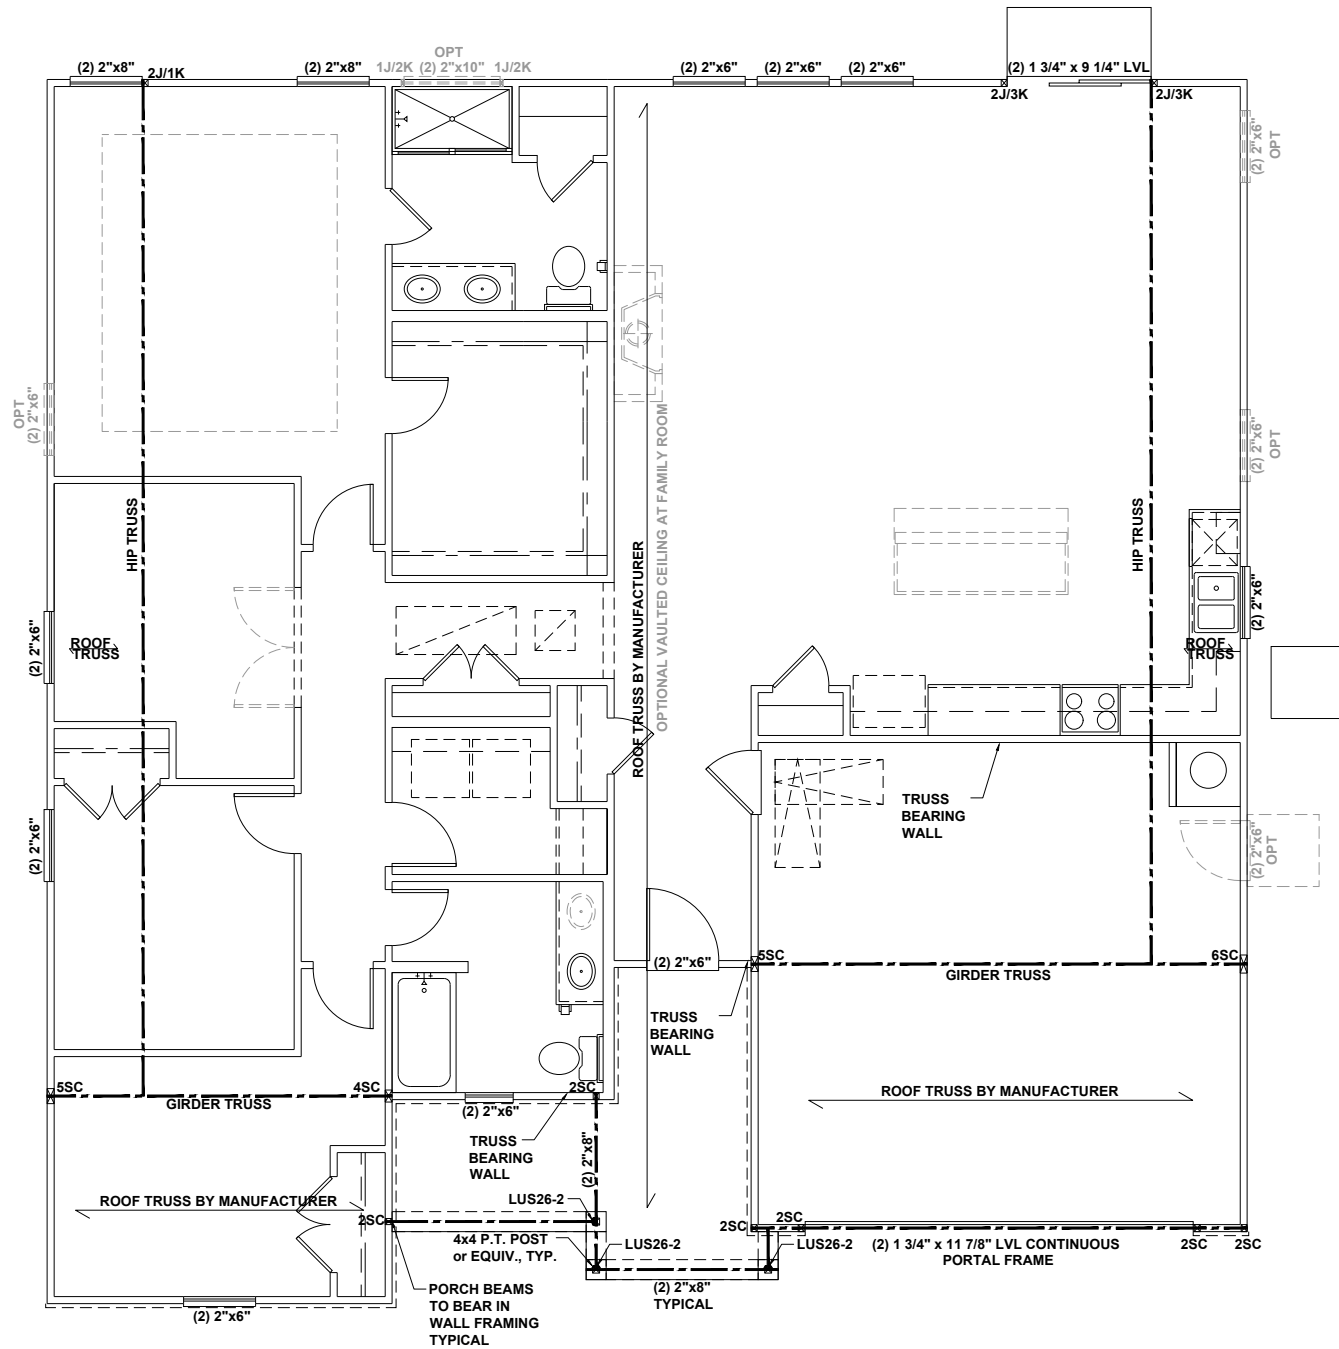 OPT
(2) 2"x8"
2J/1K
(2) 2"x8"
1J/2K
(2) 2"x10"
1J/2K
(2) 2"x6"
(2) 2"x6"
(2) 2"x6"
(2) 1 3/4" x 9 1/4" LVL
2J/3K
2J/3K
(2) 2"x6"
OPT
OPT
(2) 2"x6"
(2) 2"x6"
OPT
HIP TRUSS
OPTIONAL VAULTED CEILING AT FAMILY ROOM
ROOF TRUSS BY MANUFACTURER
HIP TRUSS
(2) 2"x6"
ROOF
TRUSS
(2) 2"x6"
ROOF
TRUSS
TRUSS
BEARING
WALL
(2) 2"x6"
(2) 2"x6"
OPT
(2) 2"x6"
5SC
6SC
GIRDER TRUSS
TRUSS
BEARING
WALL
5SC
4SC
GIRDER TRUSS
2SC
(2) 2"x6"
ROOF TRUSS BY MANUFACTURER
TRUSS
BEARING
WALL
(2) 2"x8"
ROOF TRUSS BY MANUFACTURER
LUS26-2
2SC
2SC
2SC
4x4 P.T. POST
or EQUIV., TYP.
LUS26-2
LUS26-2
(2) 1 3/4" x 11 7/8" LVL CONTINUOUS
PORTAL FRAME
2SC
2SC
(2) 2"x8"
TYPICAL
PORCH BEAMS
TO BEAR IN
WALL FRAMING
TYPICAL
(2) 2"x6"